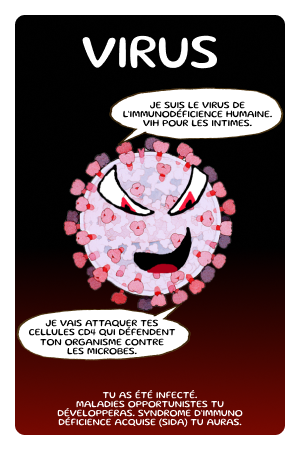 VIRUS
JE SUIS LE VIRUS DE
L'IMMUNODÉFICIENCE HUMAINE.
VIH POUR LES INTIMES.
JE VAIS ATTAQUER TES
CELLULES CD4 QUI DÉFENDENT
TON ORGANISME CONTRE
LES MICROBES.
TU AS ÉTÉ INFECTÉ.
MALADIES OPPORTUNISTES TU
DÉVELOPPERAS. SYNDROME D'IMMUNO
DÉFICIENCE ACQUISE (SIDA) TU AURAS.